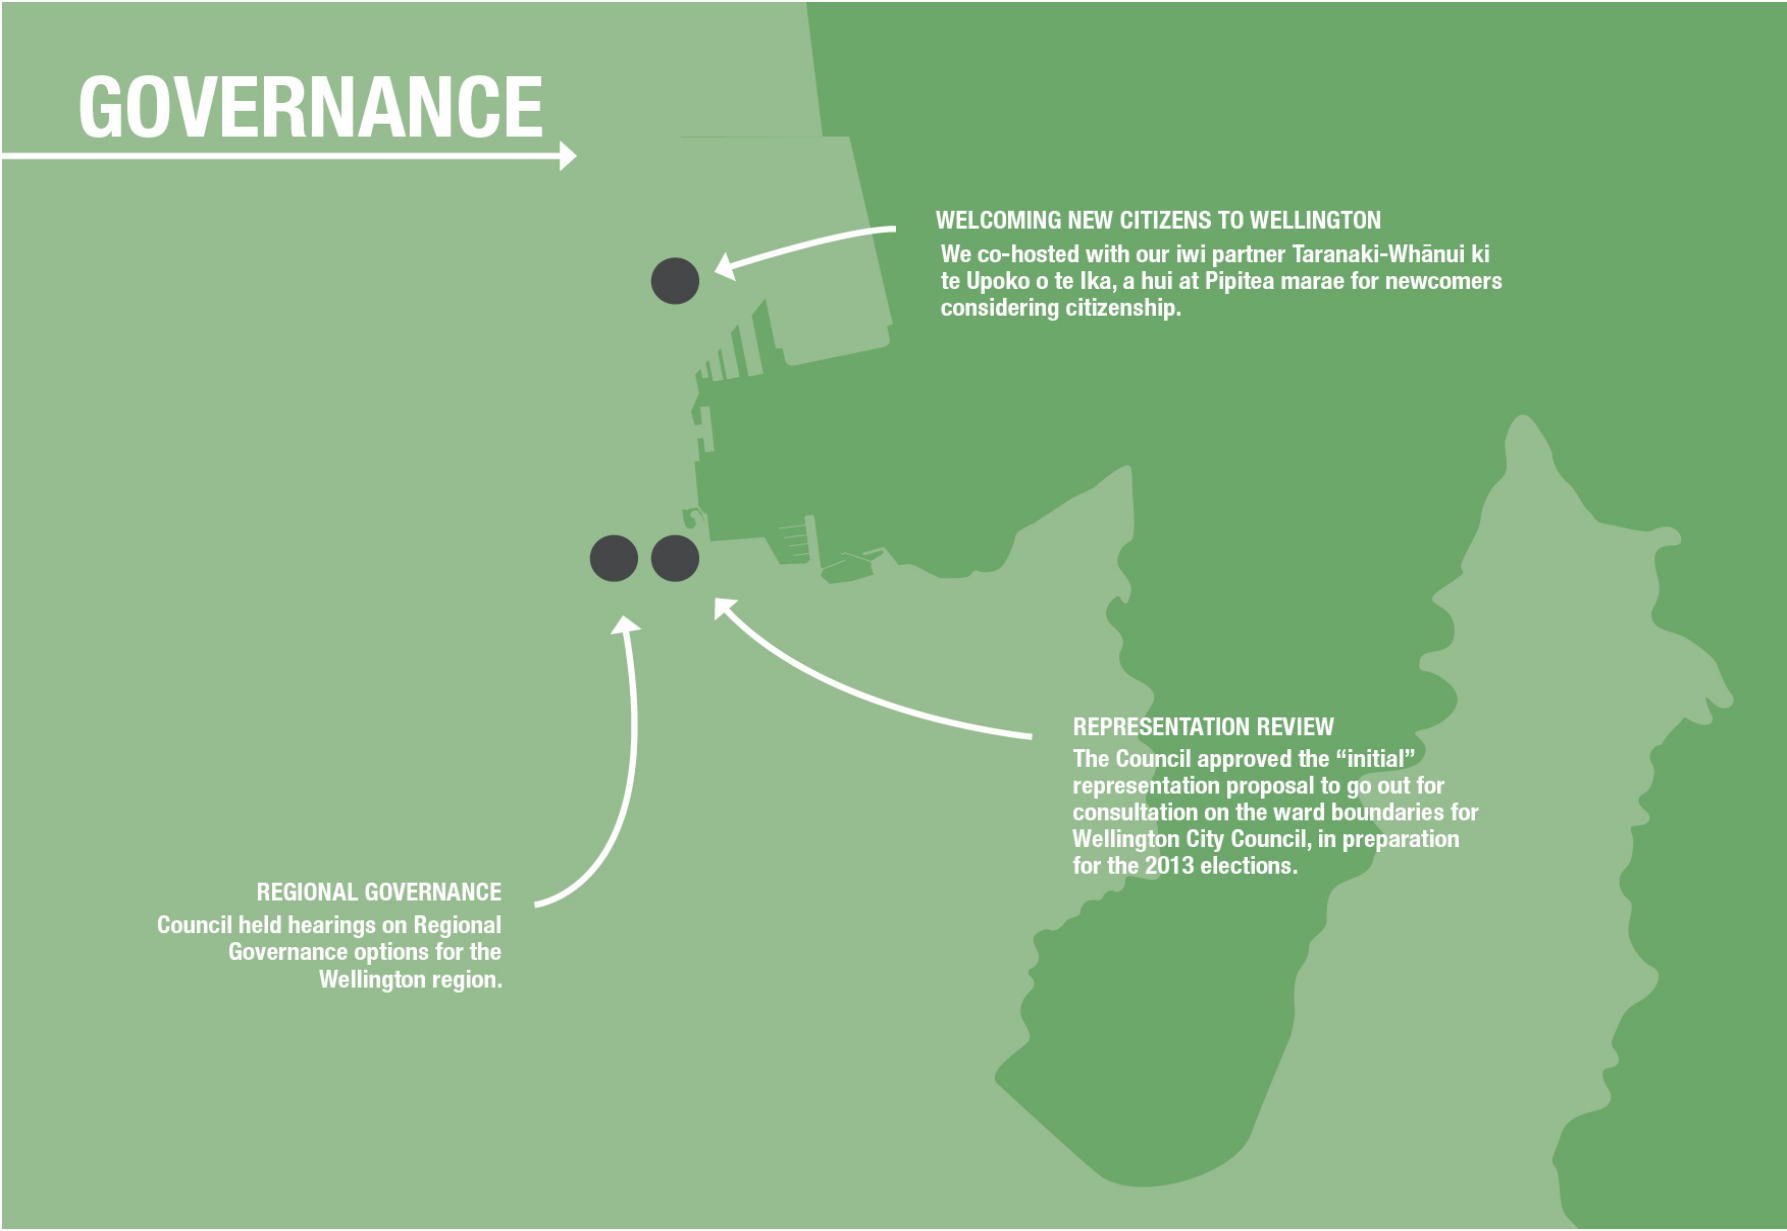 GOVERNANCE
WELCOMING NEW CITIZENS TO WELLINGTON
We co-hosted with our iwi partner Taranaki-Whānui ki
te Upoko o te Ika, a hui at Pipitea marae for newcomers
considering citizenship.
REPRESENTATION REVIEW
The Council approved the “initial”
representation proposal to go out for
consultation on the ward boundaries for
Wellington City Council, in preparation
for the 2013 elections.
REGIONAL GOVERNANCE
Council held hearings on Regional
Governance options for the
Wellington region.